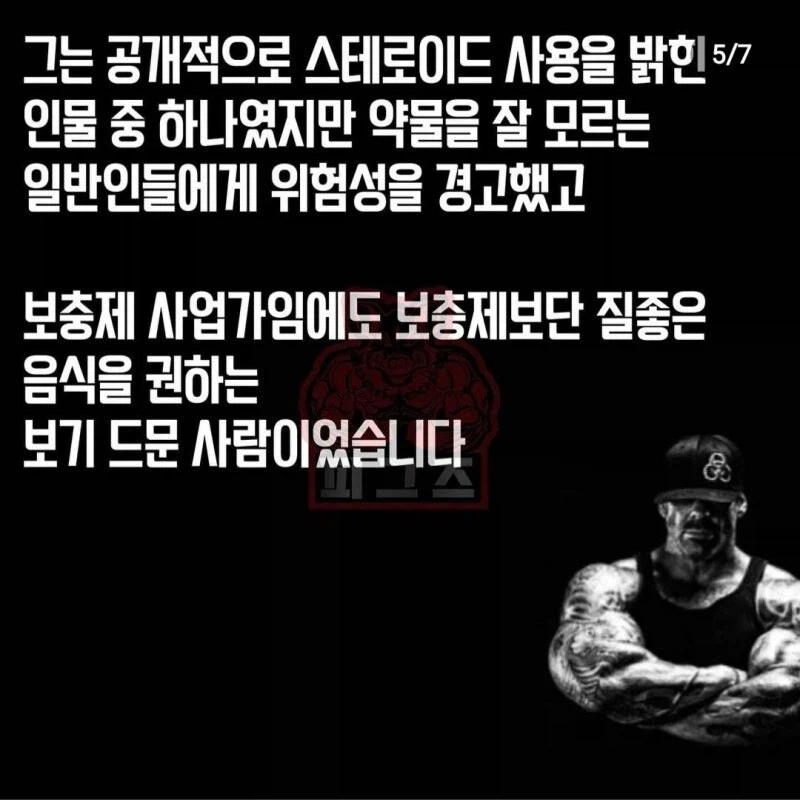 그는 공개적으로 스테로이드 사용을 밝힌 5/7
인물 중 하나였지만 약물을 잘 모르는
일반인들에게 위험성을 경고했고
보충제 사업가임에도 보충제보단 질좋은
음식을 권하는
보기 드문 사람이었습니다
피그즈